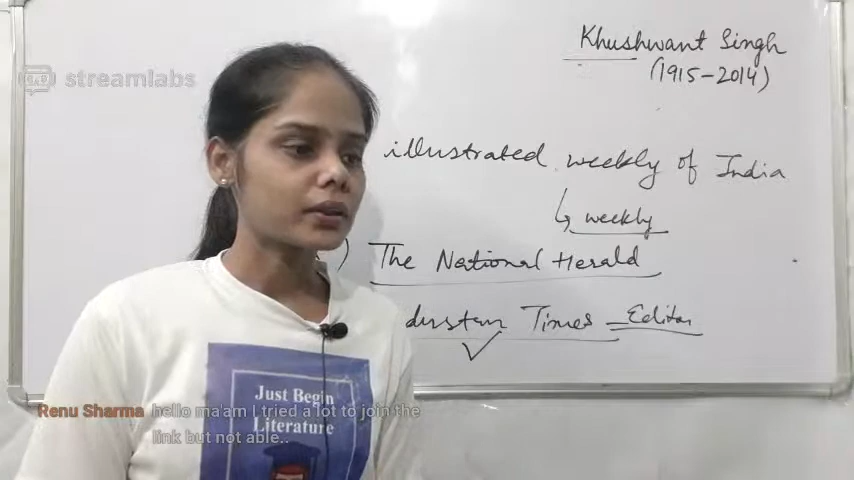 streamlabs
Khushwant Singh
(1915-2014)
illustrated weekly of India
↳ weekly
) The National Herald
dustan Times = Editor
✓
Just Begin
Literature
Renu Sharma hello ma'am I tried a lot to join the
link but not able..